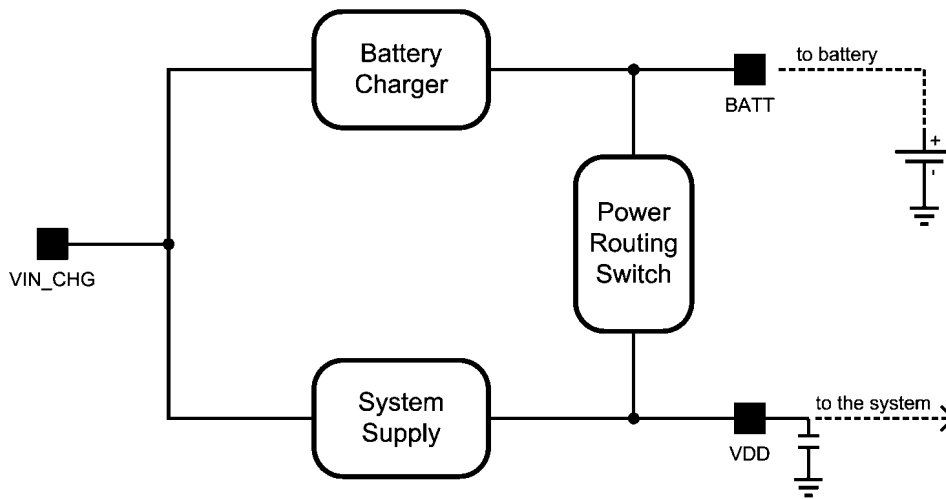 Battery
Charger
to battery
BATT
+
-
Power
Routing
Switch
VIN_CHG
System
Supply
to the system
VDD